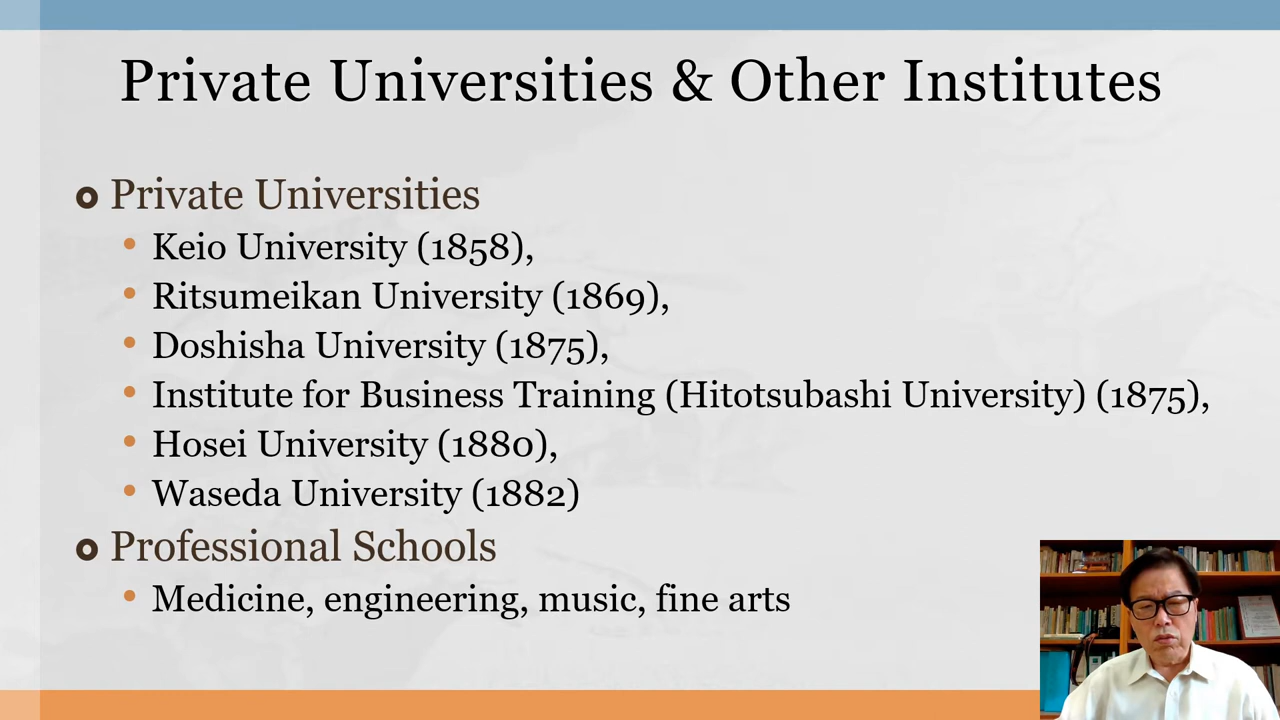 Private Universities & Other Institutes
Private Universities
Keio University (1858),
Ritsumeikan University (1869),
Doshisha University (1875),
Institute for Business Training (Hitotsubashi University) (1875),
Hosei University (1880),
Waseda University (1882)
Professional Schools
Medicine, engineering, music, fine arts